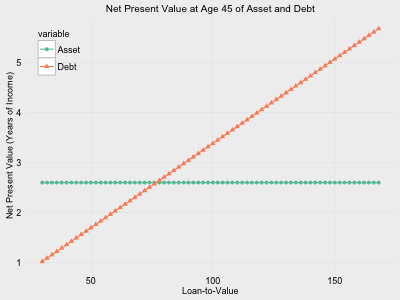 Net Present Value at Age 45 of Asset and Debt
variable
Asset
Debt
Net Present Value (Years of Income)
5
4
3
2
1
50
100
150
Loan-to-Value